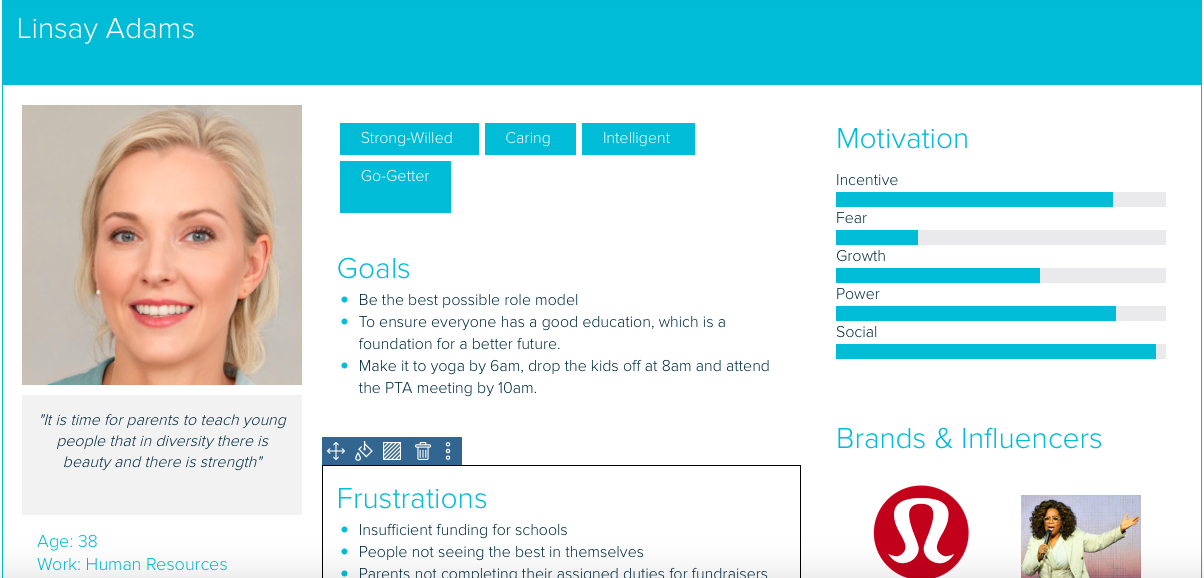 Linsay Adams
Strong-Willed
Caring
Intelligent
Go-Getter
Goals
Be the best possible role model
To ensure everyone has a good education, which is a
foundation for a better future.
Make it to yoga by 6am, drop the kids off at 8am and attend
the PTA meeting by 10am.
Frustrations
Insufficient funding for schools
People not seeing the best in themselves
Parents not completing their assigned duties for fundraisers
"It is time for parents to teach young
people that in diversity there is
beauty and there is strength"
Age: 38
Work: Human Resources
Motivation
Incentive
Fear
Growth
Power
Social
Brands & Influencers